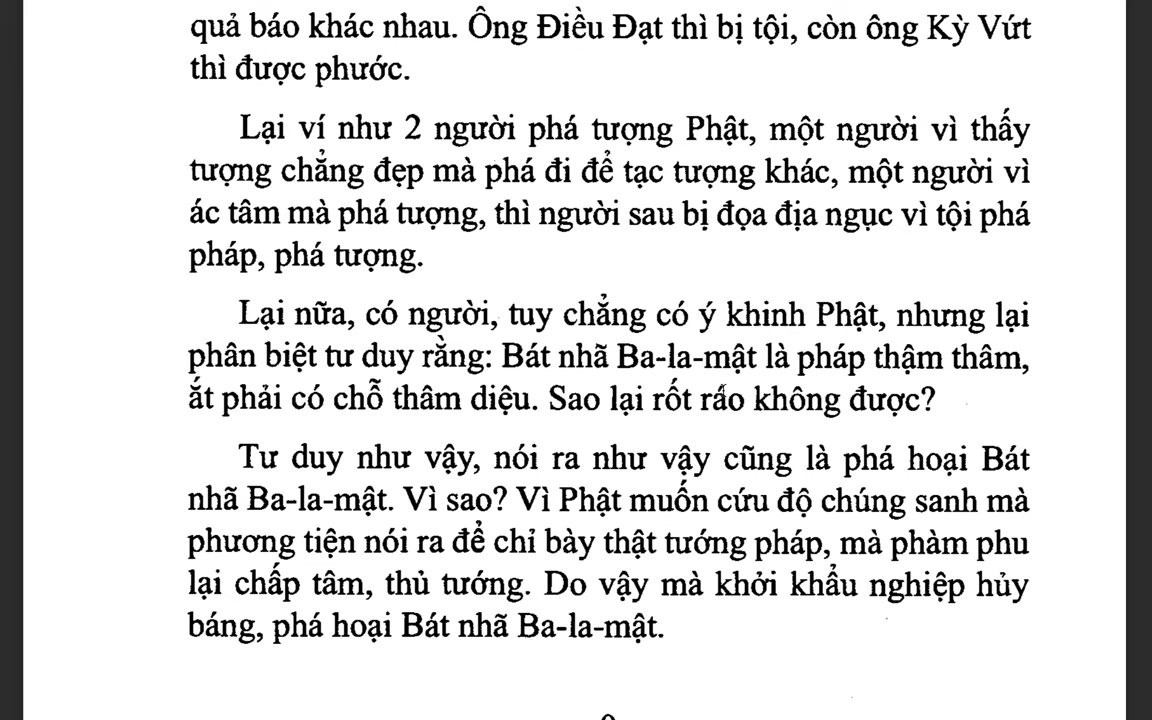 quả báo khác nhau. Ông Điều Đạt thì bị tội, còn ông Kỳ Vứt
thì được phước.
Lại ví như 2 người phá tượng Phật, một người vì thấy
tượng chẳng đẹp mà phá đi để tạc tượng khác, một người vì
ác tâm mà phá tượng, thì người sau bị đọa địa ngục vì tội phá
pháp, phá tượng.
Lại nữa, có người, tuy chẳng có ý khinh Phật, nhưng lại
phân biệt tư duy rằng: Bát nhã Ba-la-mật là pháp thậm thâm,
ắt phải có chỗ thâm diệu. Sao lại rốt ráo không được?
Tư duy như vậy, nói ra như vậy cũng là phá hoại Bát
nhã Ba-la-mật. Vì sao? Vì Phật muốn cứu độ chúng sanh mà
phương tiện nói ra để chỉ bày thật tướng pháp, mà phàm phu
lại chấp tâm, thủ tướng. Do vậy mà khởi khẩu nghiệp hủy
báng, phá hoại Bát nhã Ba-la-mật.